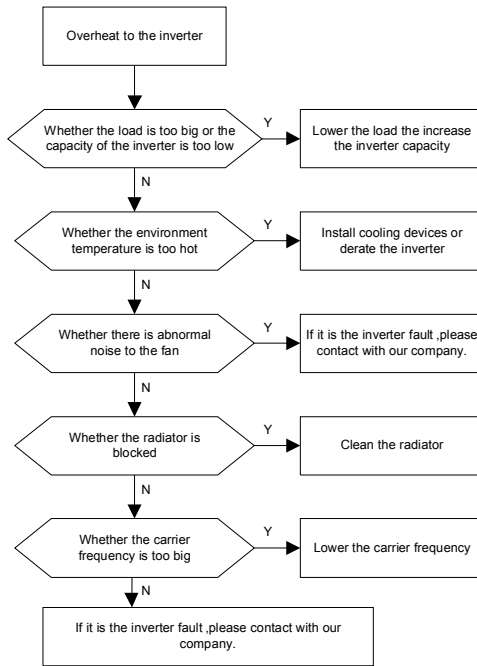 Overheat to the inverter
Whether the load is too big or the
capacity of the inverter is too low
Y
Lower the load the increase
the inverter capacity
N
Whether the environment
temperature is too hot
Y
Install cooling devices or
derate the inverter
N
Whether there is abnormal
noise to the fan
Y
If it is the inverter fault ,please
contact with our company.
N
Whether the radiator is
blocked
Y
Clean the radiator
N
Whether the carrier
frequency is too big
Y
Lower the carrier frequency
N
If it is the inverter fault ,please contact with our
company.